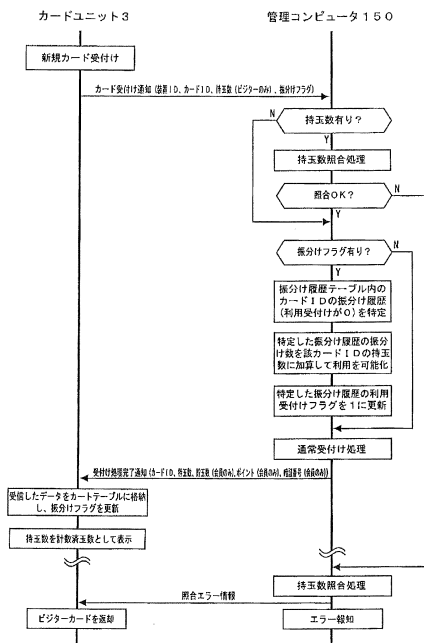 カードユニット3
管理コンピュータ150
新規カード受付け
カード受付け通知(装置ID、カードID、持玉数(ビジターのみ)、振分けフラグ)
持玉数有り?
N
Y
持玉数照合処理
照合OK?
N
Y
振分けフラグ有り?
N
Y
振分け履歴テーブル内の
カードIDの振分け履歴
(利用受付けが0)を特定
特定した振分け履歴の振分
け数を該カードIDの持玉
数に加算して利用を可能化
特定した振分け履歴の利用
受付けフラグを1に更新
通常受付け処理
受付け処理完了通知(カードID、持玉数、貯玉数(会員のみ)、ポイント(会員のみ)、暗証番号(会員のみ))
受信したデータをカートテーブルに格納
し、振分けフラグを更新
持玉数を計数済玉数として表示
持玉数照合処理
照合エラー情報
ビジターカードを返却
エラー報知